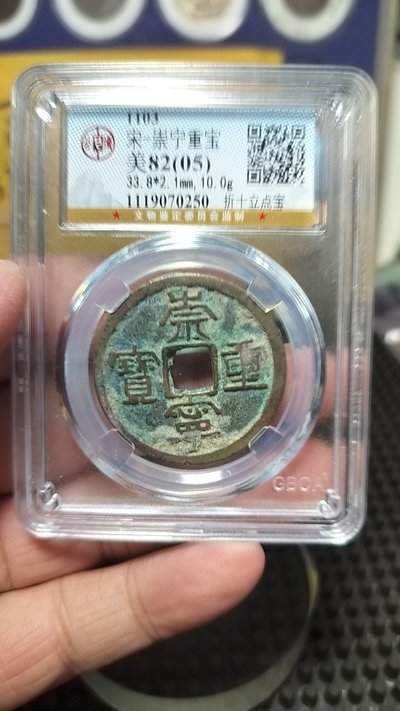 1103
宋-崇宁重宝
美82(05)
33.8*2.1mm,10.0g
1119070250 折十立点宝
★ 文物鉴定委员会监制 ★
崇
寶 重
寧
GBCA